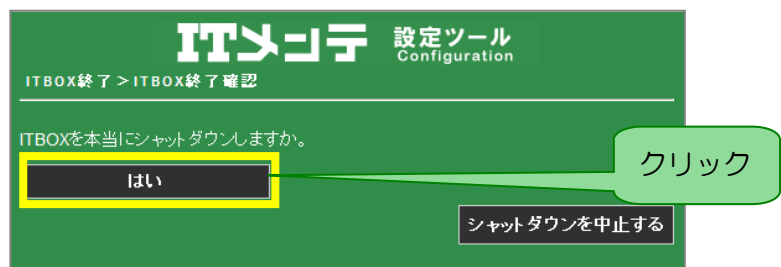 ITメンテ 設定ツール
Configuration
ITBOX終了＞ITBOX終了確認
ITBOXを本当にシャットダウンしますか。
はい
クリック
シャットダウンを中止する